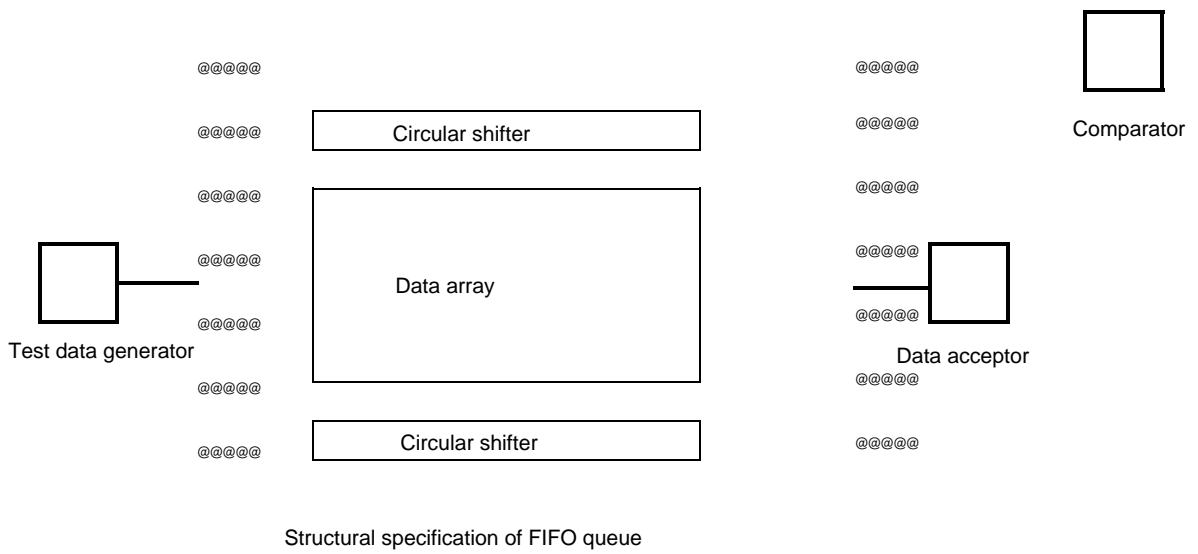 @@@@@ @@@@@
@@@@@ Circular shifter @@@@@ Comparator
@@@@@ @@@@@
@@@@@ Data array @@@@@
@@@@@ @@@@@
Test data generator Data acceptor
@@@@@ @@@@@
@@@@@ Circular shifter @@@@@
Structural specification of FIFO queue